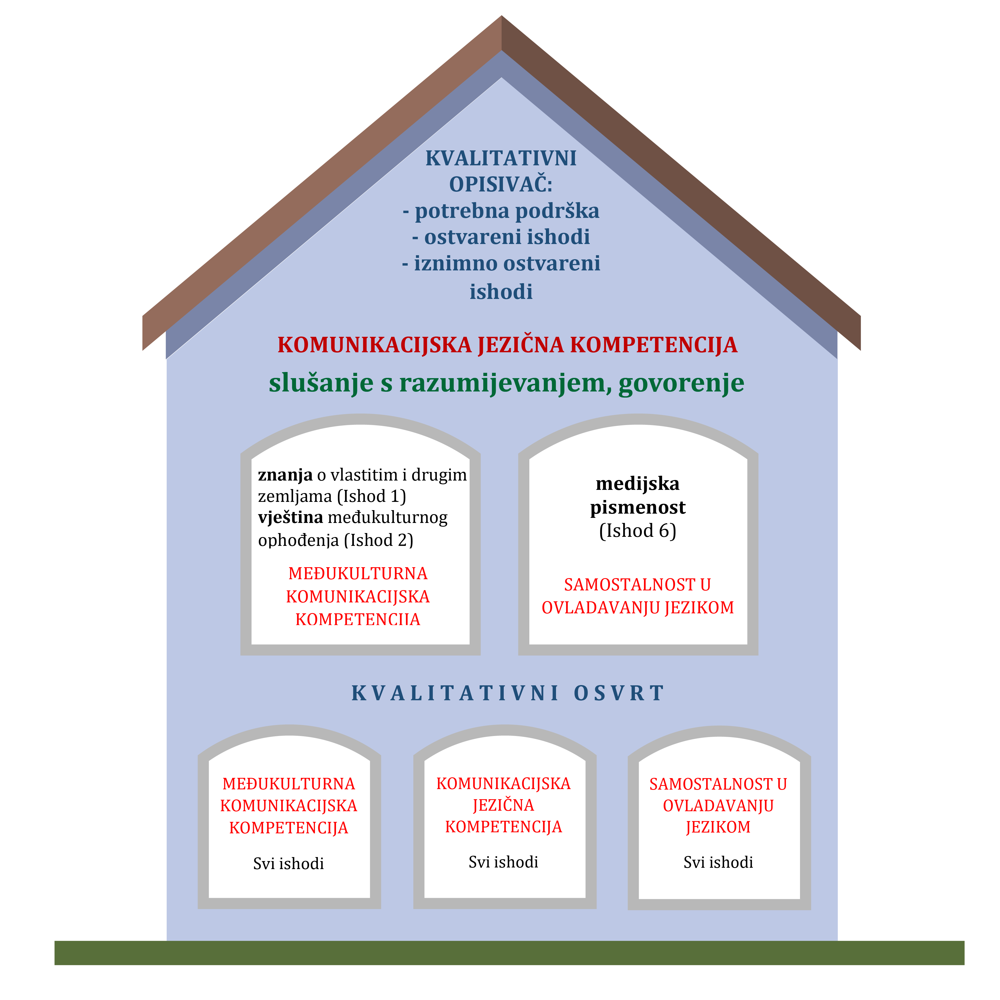 KVALITATIVNI
OPISIVAČ:
- potrebna podrška
- ostvareni ishodi
- iznimno ostvareni
ishodi
KOMUNIKACIJSKA JEZIČNA KOMPETENCIJA
slušanje s razumijevanjem, govorenje
znanja o vlastitim i drugim
zemljama (Ishod 1)
vještina međukulturnog
ophođenja (Ishod 2)
MEĐUKULTURNA
KOMUNIKACIJSKA
KOMPETENCIJA
medijska
pismenost
(Ishod 6)
SAMOSTALNOST U
OVLADAVANJU JEZIKOM
KVALITATIVNI OSVRT
MEĐUKULTURNA
KOMUNIKACIJSKA
KOMPETENCIJA
Svi ishodi
KOMUNIKACIJSKA
JEZIČNA
KOMPETENCIJA
Svi ishodi
SAMOSTALNOST U
OVLADAVANJU
JEZIKOM
Svi ishodi